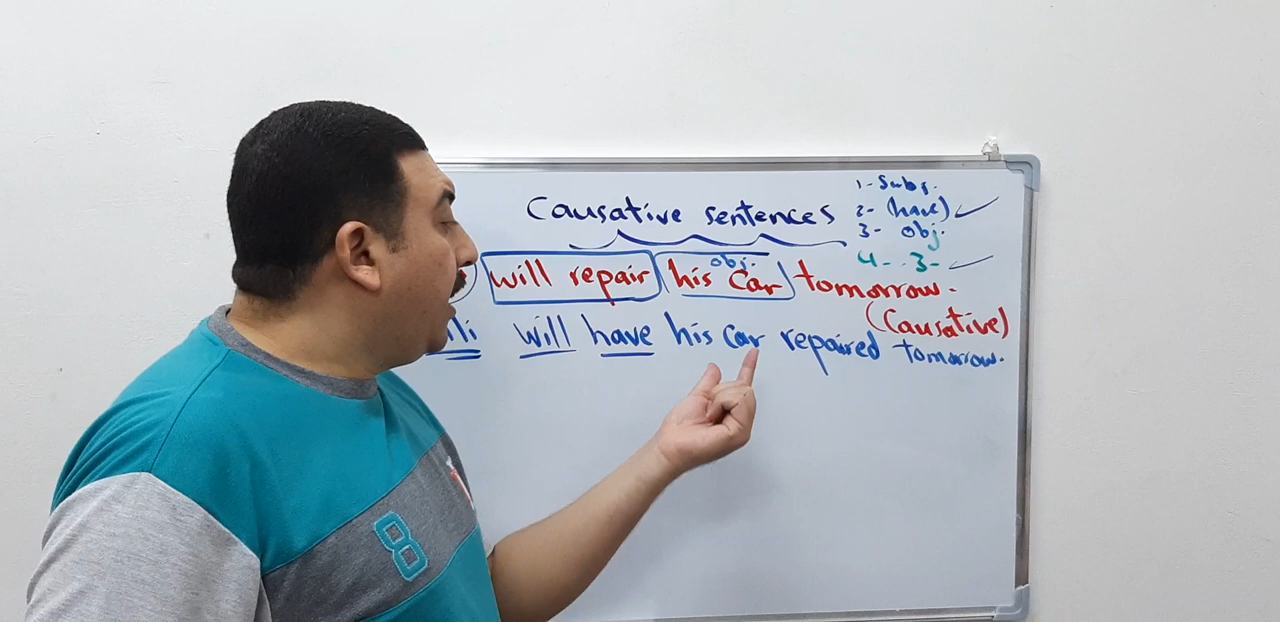 Causative sentences
1- Subj.
2- (have) ✓
3- obj.
4- .3- ✓
obj.
will repair his car tomorrow.
(Causative)
will have his car repaired tomorrow.
8